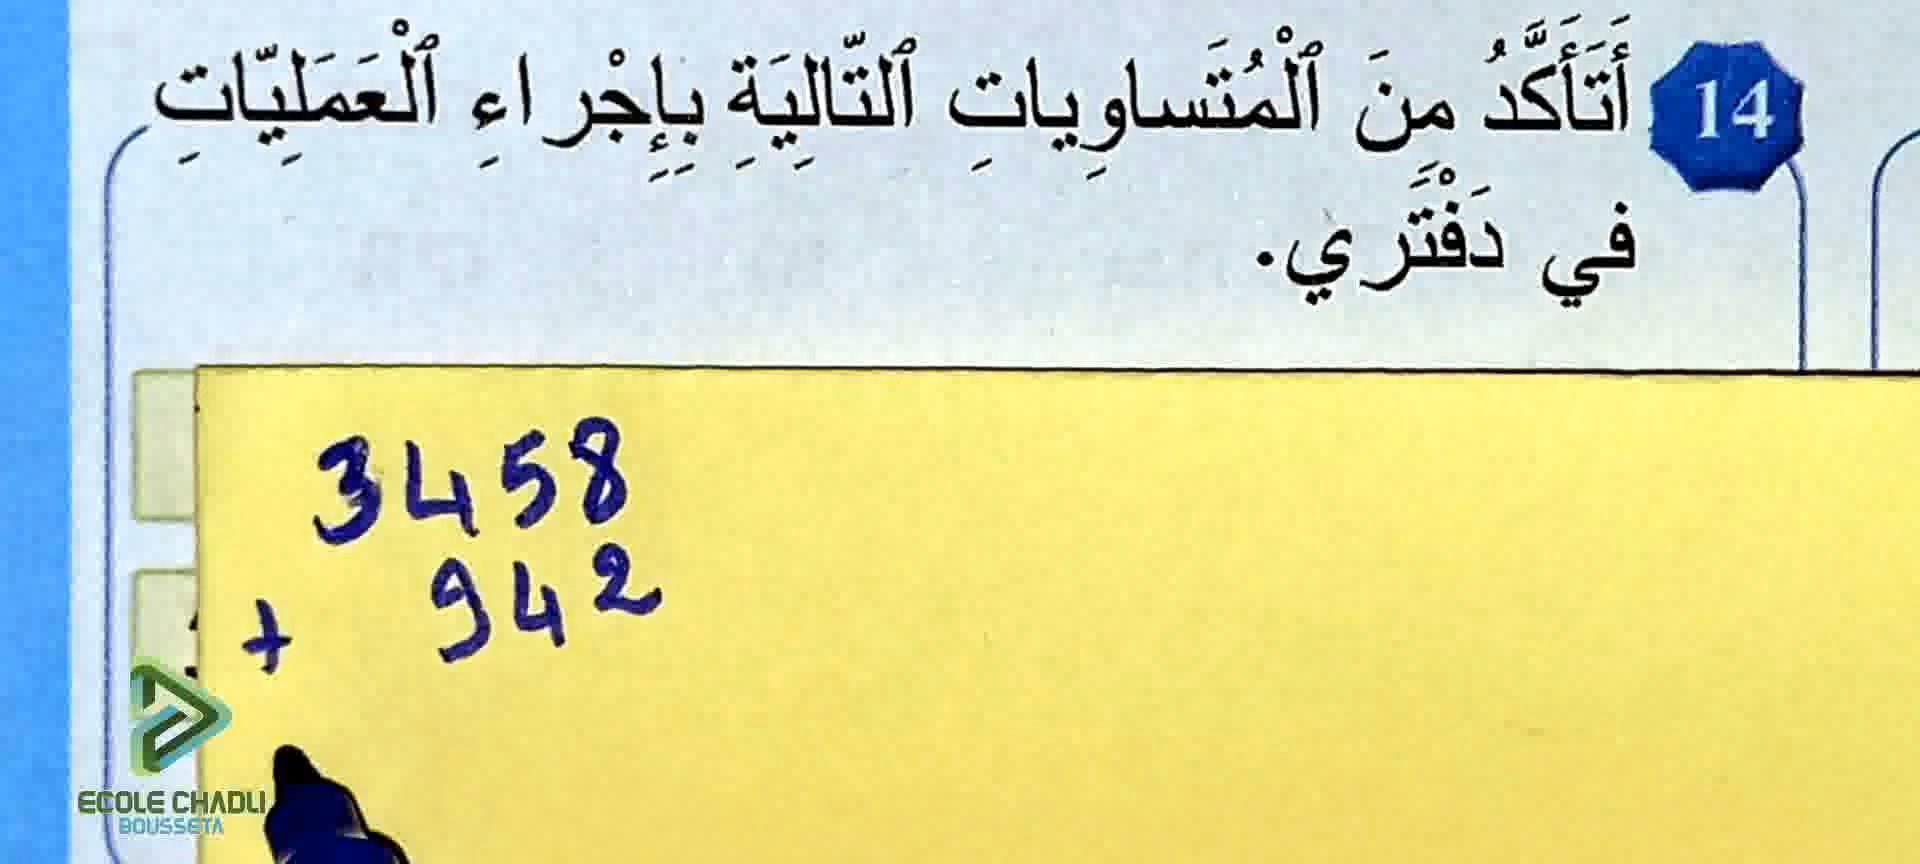 14 أَتَأَكَّدُ مِنَ ٱلْمُتَساوِياتِ ٱلتّالِيَةِ بِإِجْراءِ ٱلْعَمَلِيّاتِ
في دَفْتَري.
3458
+ 942
ECOLE CHADLI
BOUSSETA